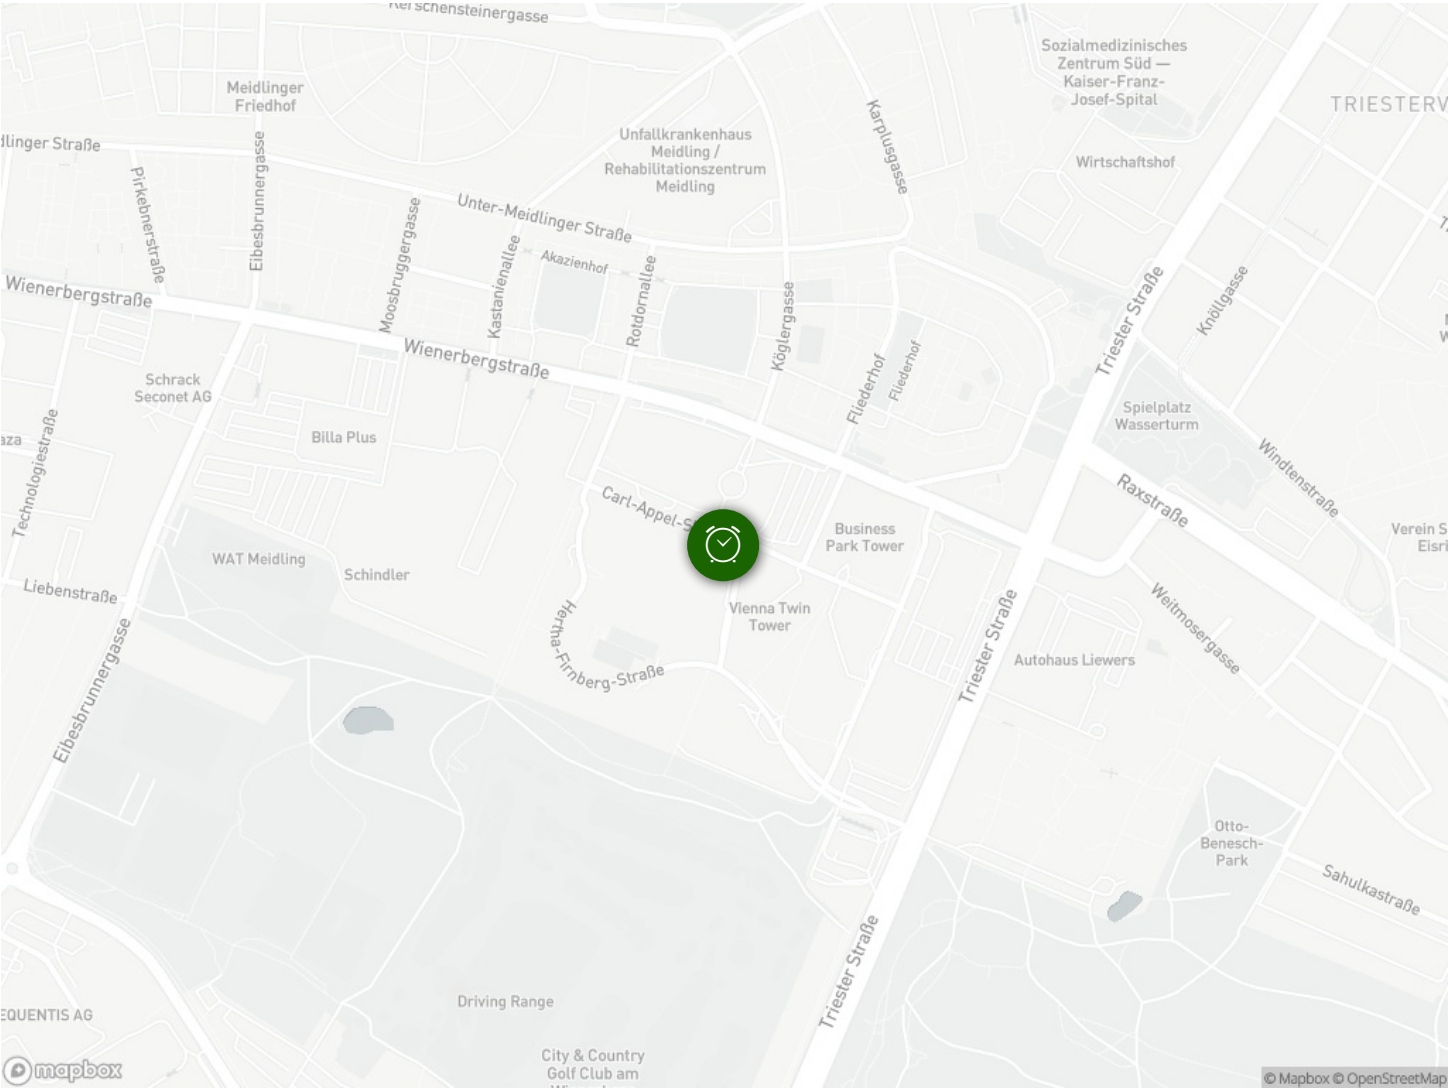 Kerschensteinergasse
Sozialmedizinisches
Zentrum Süd —
Kaiser-Franz-
Josef-Spital
TRIESTERV
Meidlinger
Friedhof
Karplusgasse
Unfallkrankenhaus
Meidling /
Rehabilitationszentrum
Meidling
dlinger Straße
Wirtschaftshof
Pirkebnerstraße
Eibesbrunnergasse
Moosbruggergasse
Unter-Meidlinger Straße
Kastanienallee
Akazienhof
Rotdornallee
Köglergasse
Triester Straße
Knöllgasse
Wienerbergstraße
Wienerbergstraße
Fliederhof
Fliederhof
Schrack
Seconet AG
Spielplatz
Wasserturm
Billa Plus
aza
Technologiestraße
Windtenstraße
Raxstraße
Carl-Appel-S
Business
Park Tower
Verein S
Eisri
WAT Meidling
Schindler
Liebenstraße
Hertha-Firnberg-Straße
Vienna Twin
Tower
Weitmosergasse
Triester Straße
Autohaus Liewers
Eibesbrunnergasse
Otto-
Benesch-
Park
Sahulkastraße
Triester Straße
Driving Range
EQUENTIS AG
City & Country
Golf Club am
mapbox
© Mapbox © OpenStreetMap